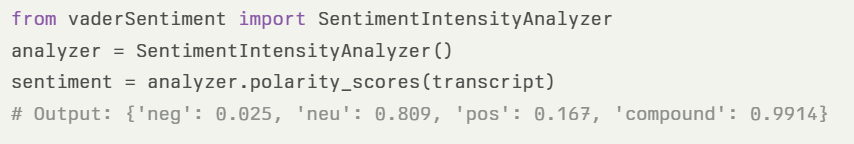 from vaderSentiment import SentimentIntensityAnalyzer
analyzer = SentimentIntensityAnalyzer()
sentiment = analyzer.polarity_scores(transcript)
# Output: {'neg': 0.025, 'neu': 0.809, 'pos': 0.167, 'compound': 0.9914}